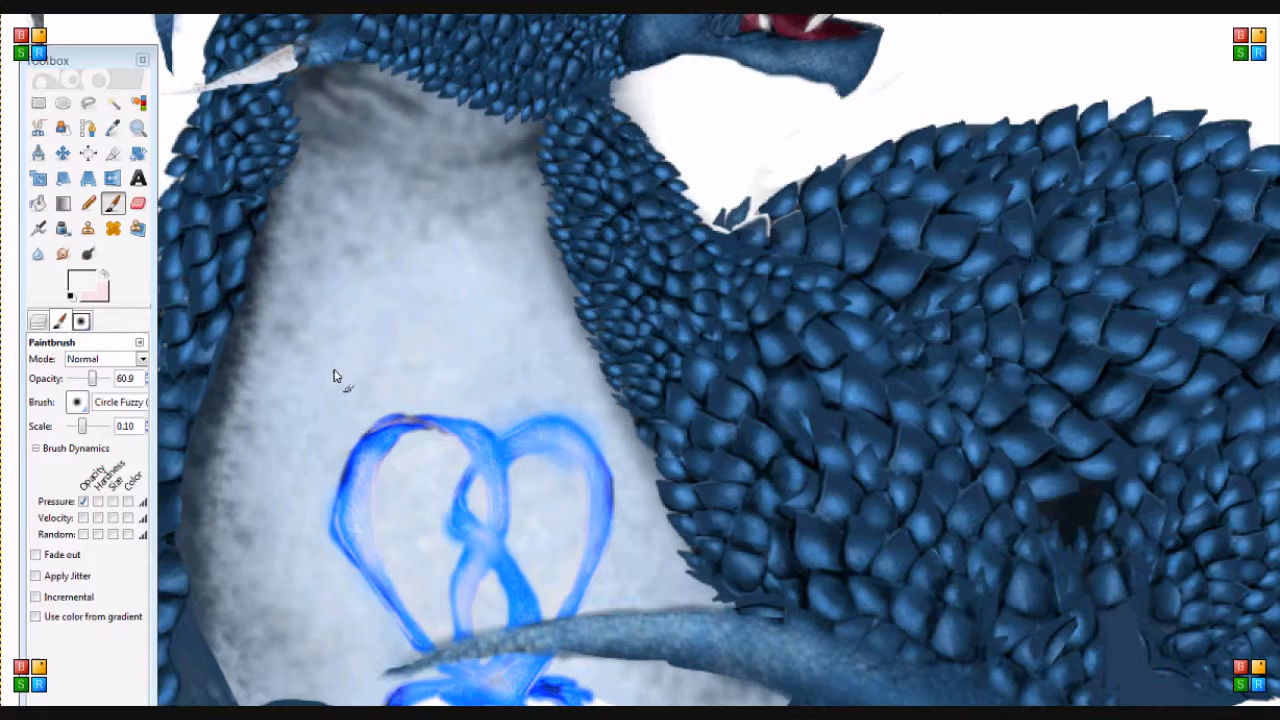 B
S R
B
S R
Toolbox
Paintbrush
Mode: Normal
Opacity: 60.9
Brush: Circle Fuzzy (
Scale: 0.10
Brush Dynamics
Opacity Hardness Size Color
Pressure:
Velocity:
Random:
Fade out
Apply Jitter
Incremental
Use color from gradient
B S R
B S R